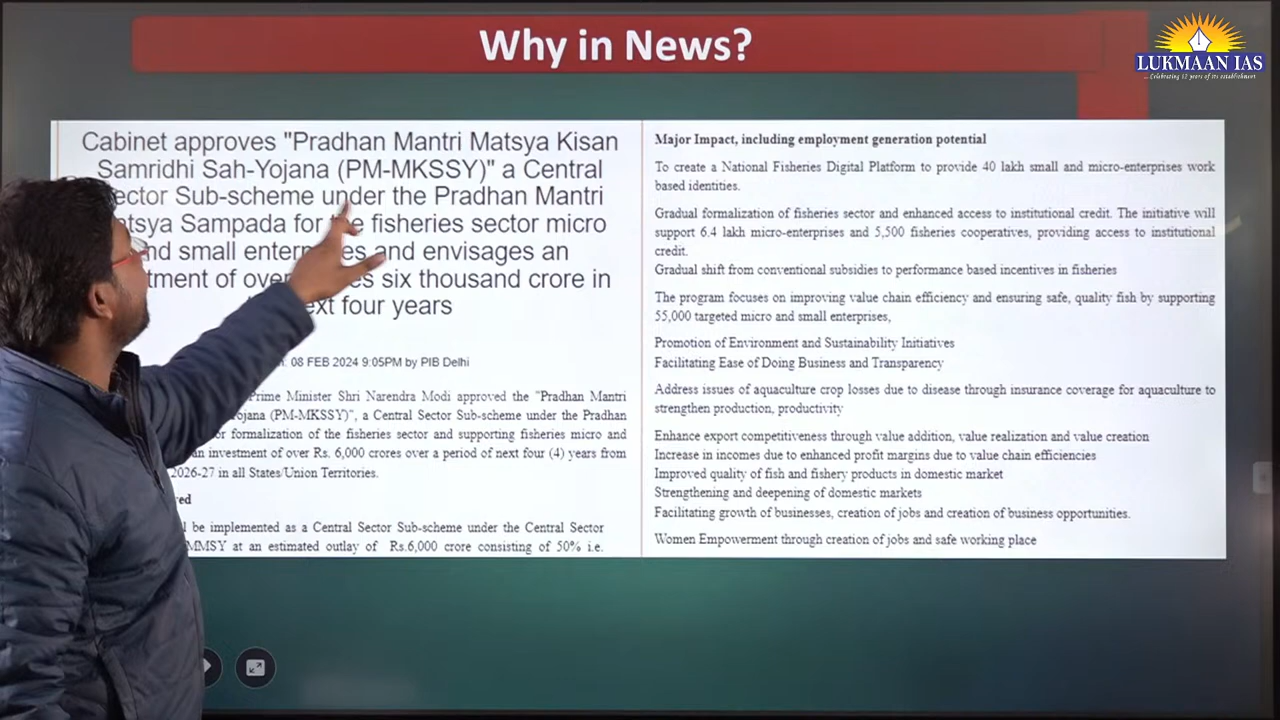 Why in News?
LUKMAAN IAS
...Celebrating 12 years of its establishment
Cabinet approves "Pradhan Mantri Matsya Kisan
Samridhi Sah-Yojana (PM-MKSSY)" a Central
ector Sub-scheme under the Pradhan Mantri
atsya Sampada for the fisheries sector micro
nd small enterprises and envisages an
tment of over es six thousand crore in
ext four years
08 FEB 2024 9:05PM by PIB Delhi
Prime Minister Shri Narendra Modi approved the "Pradhan Mantri
ojana (PM-MKSSY)", a Central Sector Sub-scheme under the Pradhan
or formalization of the fisheries sector and supporting fisheries micro and
an investment of over Rs. 6,000 crores over a period of next four (4) years from
2026-27 in all States/Union Territories.
ed
l be implemented as a Central Sector Sub-scheme under the Central Sector
MMSY at an estimated outlay of Rs.6,000 crore consisting of 50% i.e.
Major Impact, including employment generation potential
To create a National Fisheries Digital Platform to provide 40 lakh small and micro-enterprises work
based identities.
Gradual formalization of fisheries sector and enhanced access to institutional credit. The initiative will
support 6.4 lakh micro-enterprises and 5,500 fisheries cooperatives, providing access to institutional
credit.
Gradual shift from conventional subsidies to performance based incentives in fisheries
The program focuses on improving value chain efficiency and ensuring safe, quality fish by supporting
55,000 targeted micro and small enterprises,
Promotion of Environment and Sustainability Initiatives
Facilitating Ease of Doing Business and Transparency
Address issues of aquaculture crop losses due to disease through insurance coverage for aquaculture to
strengthen production, productivity
Enhance export competitiveness through value addition, value realization and value creation
Increase in incomes due to enhanced profit margins due to value chain efficiencies
Improved quality of fish and fishery products in domestic market
Strengthening and deepening of domestic markets
Facilitating growth of businesses, creation of jobs and creation of business opportunities.
Women Empowerment through creation of jobs and safe working place